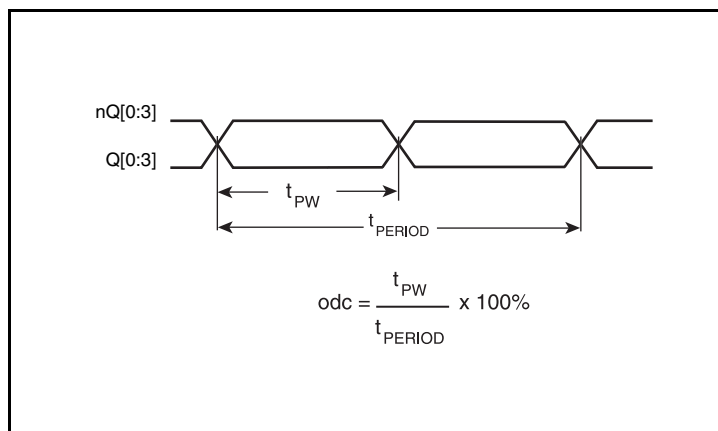 nQ[0:3]
Q[0:3]
tPW
tPERIOD
odc = tPW / tPERIOD x 100%